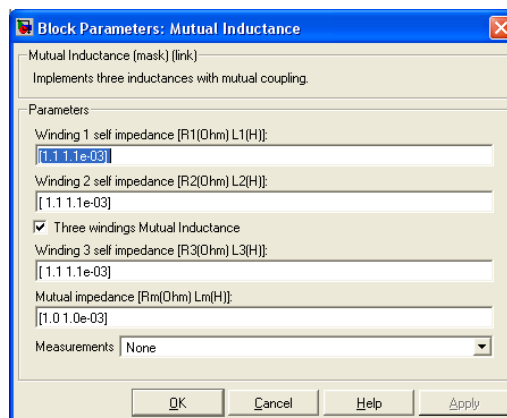 Block Parameters: Mutual Inductance
Mutual Inductance (mask) (link)
Implements three inductances with mutual coupling.
Parameters
Winding 1 self impedance [R1(Ohm) L1(H)]:
[1.1 1.1e-03]
Winding 2 self impedance [R2(Ohm) L2(H)]:
[ 1.1 1.1e-03]
Three windings Mutual Inductance
Winding 3 self impedance [R3(Ohm) L3(H)]:
[ 1.1 1.1e-03]
Mutual impedance [Rm(Ohm) Lm(H)]:
[1.0 1.0e-03]
Measurements None
OK Cancel Help Apply